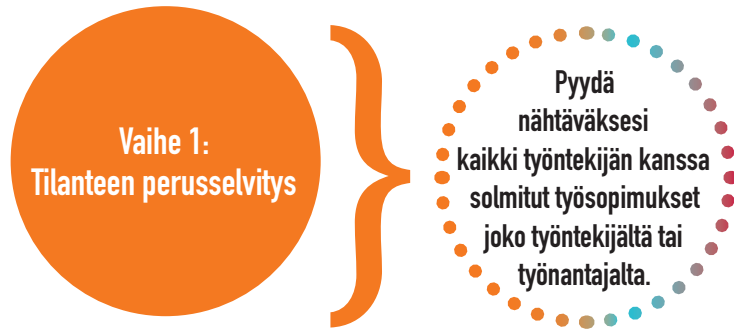 Vaihe 1:
Tilanteen perusselvitys
Pyydä
nähtäväksesi
kaikki työntekijän kanssa
solmitut työsopimukset
joko työntekijältä tai
työnantajalta.